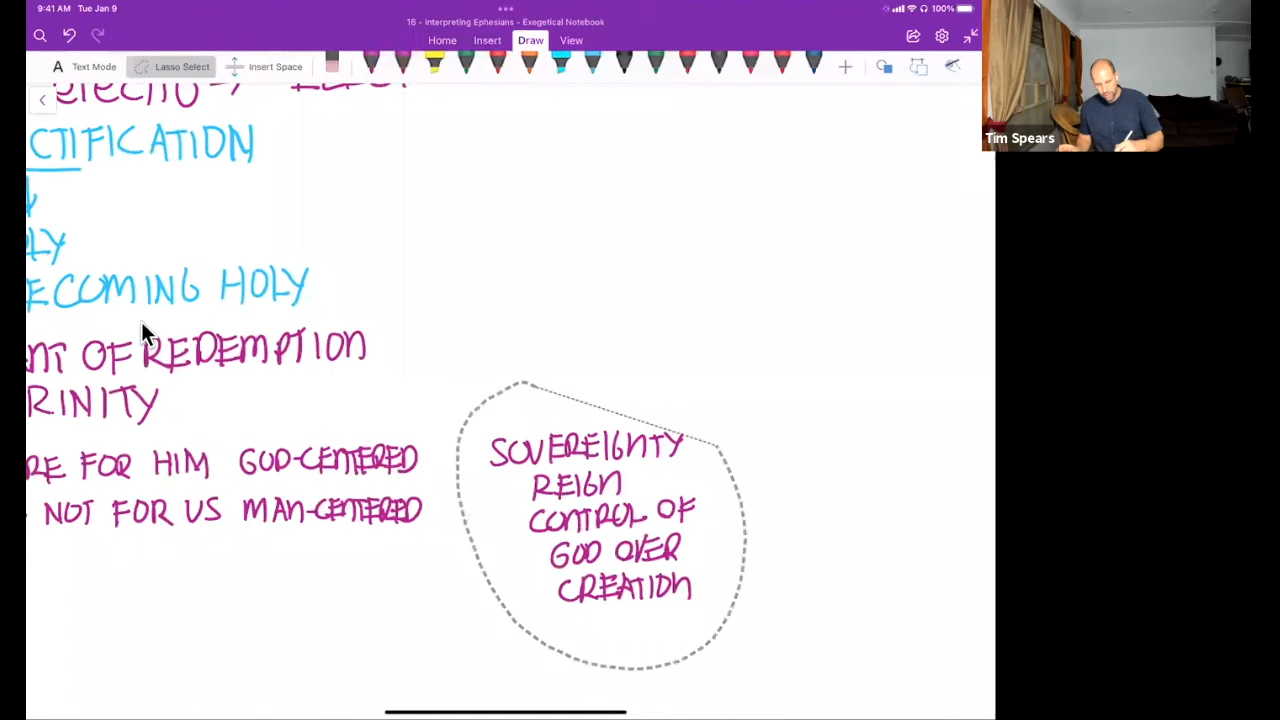 9:41 AM Tue Jan 9
100%
16 - Interpreting Ephesians - Exegetical Notebook
Home Insert Draw View
A Text Mode Lasso Select Insert Space
Tim Spears
CTIFICATION
LY
ECOMING HOLY
NT OF REDEMPTION
RINITY
RE FOR HIM GOD-CENTERED
NOT FOR US MAN-CENTERED
SOVEREIGNTY
REIGN
CONTROL OF
GOD OVER
CREATION